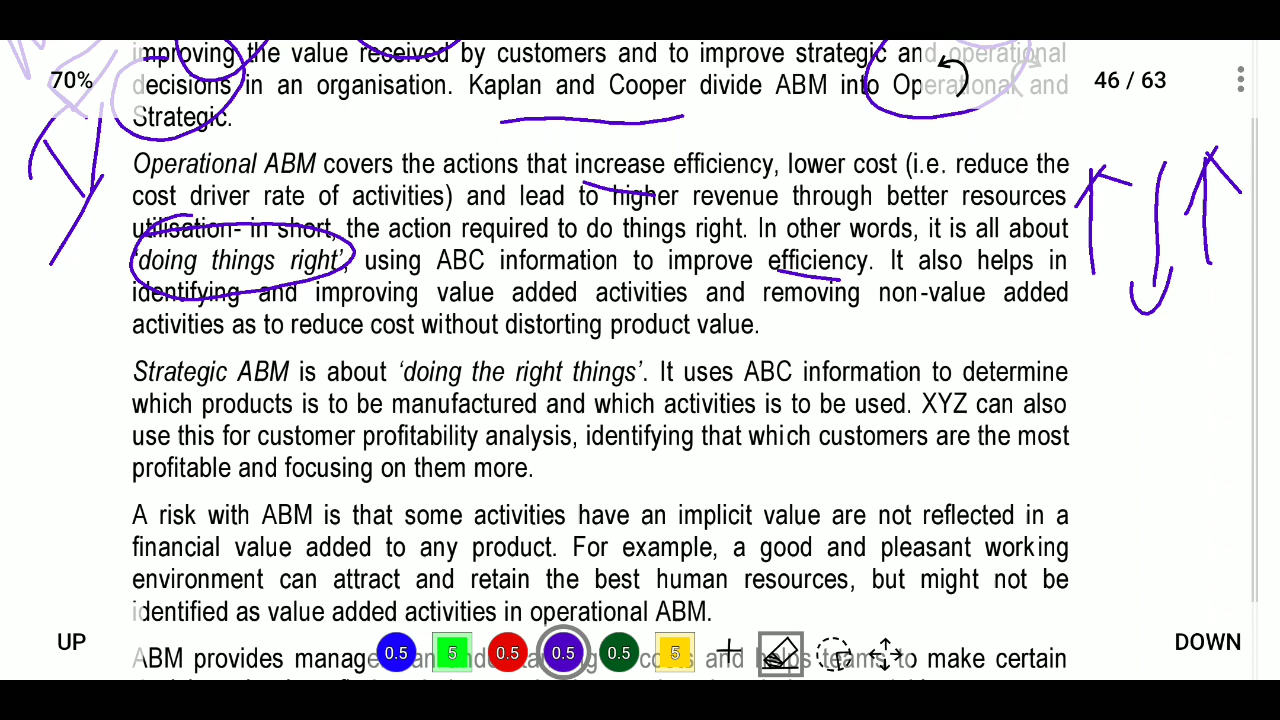 improving the value received by customers and to improve strategic and operational
70%
46 / 63
decisions in an organisation. Kaplan and Cooper divide ABM into Operational and
Strategic.
Operational ABM covers the actions that increase efficiency, lower cost (i.e. reduce the
cost driver rate of activities) and lead to higher revenue through better resources
utilisation- in short, the action required to do things right. In other words, it is all about
'doing things right', using ABC information to improve efficiency. It also helps in
identifying and improving value added activities and removing non-value added
activities as to reduce cost without distorting product value.
Strategic ABM is about 'doing the right things'. It uses ABC information to determine
which products is to be manufactured and which activities is to be used. XYZ can also
use this for customer profitability analysis, identifying that which customers are the most
profitable and focusing on them more.
A risk with ABM is that some activities have an implicit value are not reflected in a
financial value added to any product. For example, a good and pleasant working
environment can attract and retain the best human resources, but might not be
identified as value added activities in operational ABM.
UP
0.5 5 0.5 0.5 0.5 5
DOWN
ABM provides and helps teams to make certain